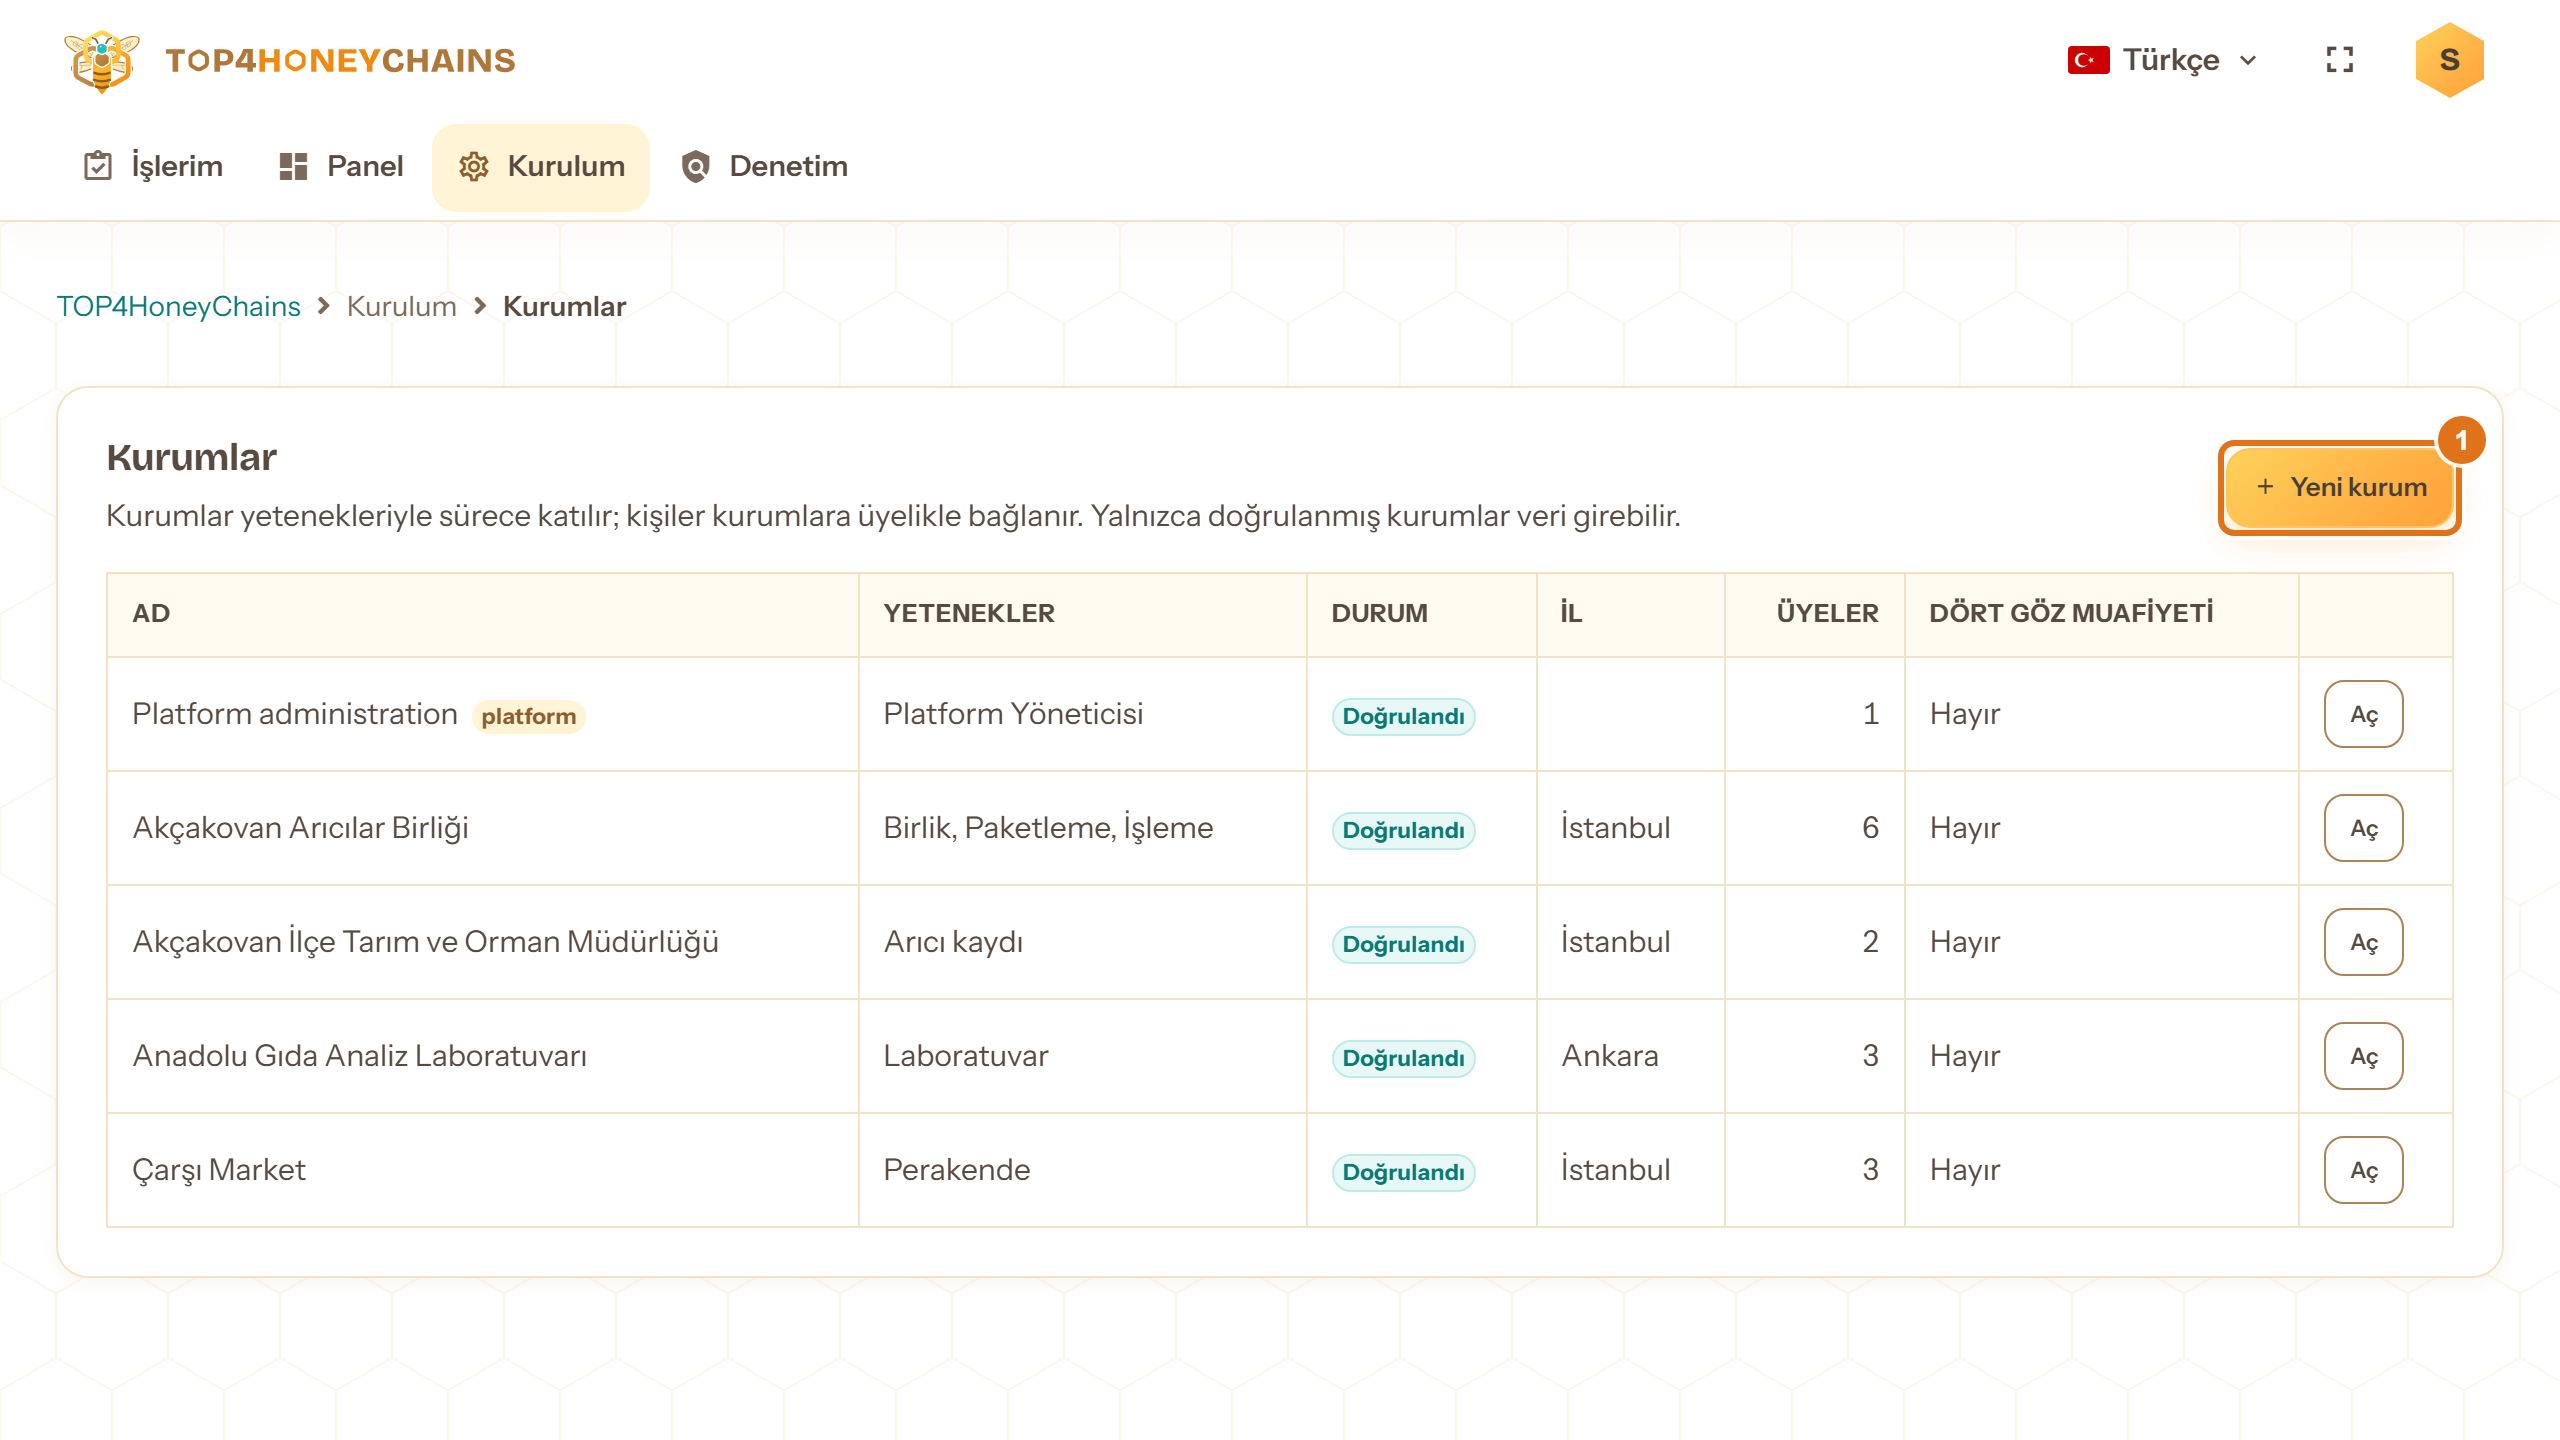 TOP4HONEYCHAINS
Türkçe
S
İşlerim
Panel
Kurulum
Denetim
TOP4HoneyChains > Kurulum > Kurumlar
Kurumlar
Kurumlar yetenekleriyle sürece katılır; kişiler kurumlara üyelikle bağlanır. Yalnızca doğrulanmış kurumlar veri girebilir.
1
+ Yeni kurum
AD YETENEKLER DURUM İL ÜYELER DÖRT GÖZ MUAFİYETİ
Platform administration platform Platform Yöneticisi Doğrulandı 1 Hayır Aç
Akçakovan Arıcılar Birliği Birlik, Paketleme, İşleme Doğrulandı İstanbul 6 Hayır Aç
Akçakovan İlçe Tarım ve Orman Müdürlüğü Arıcı kaydı Doğrulandı İstanbul 2 Hayır Aç
Anadolu Gıda Analiz Laboratuvarı Laboratuvar Doğrulandı Ankara 3 Hayır Aç
Çarşı Market Perakende Doğrulandı İstanbul 3 Hayır Aç